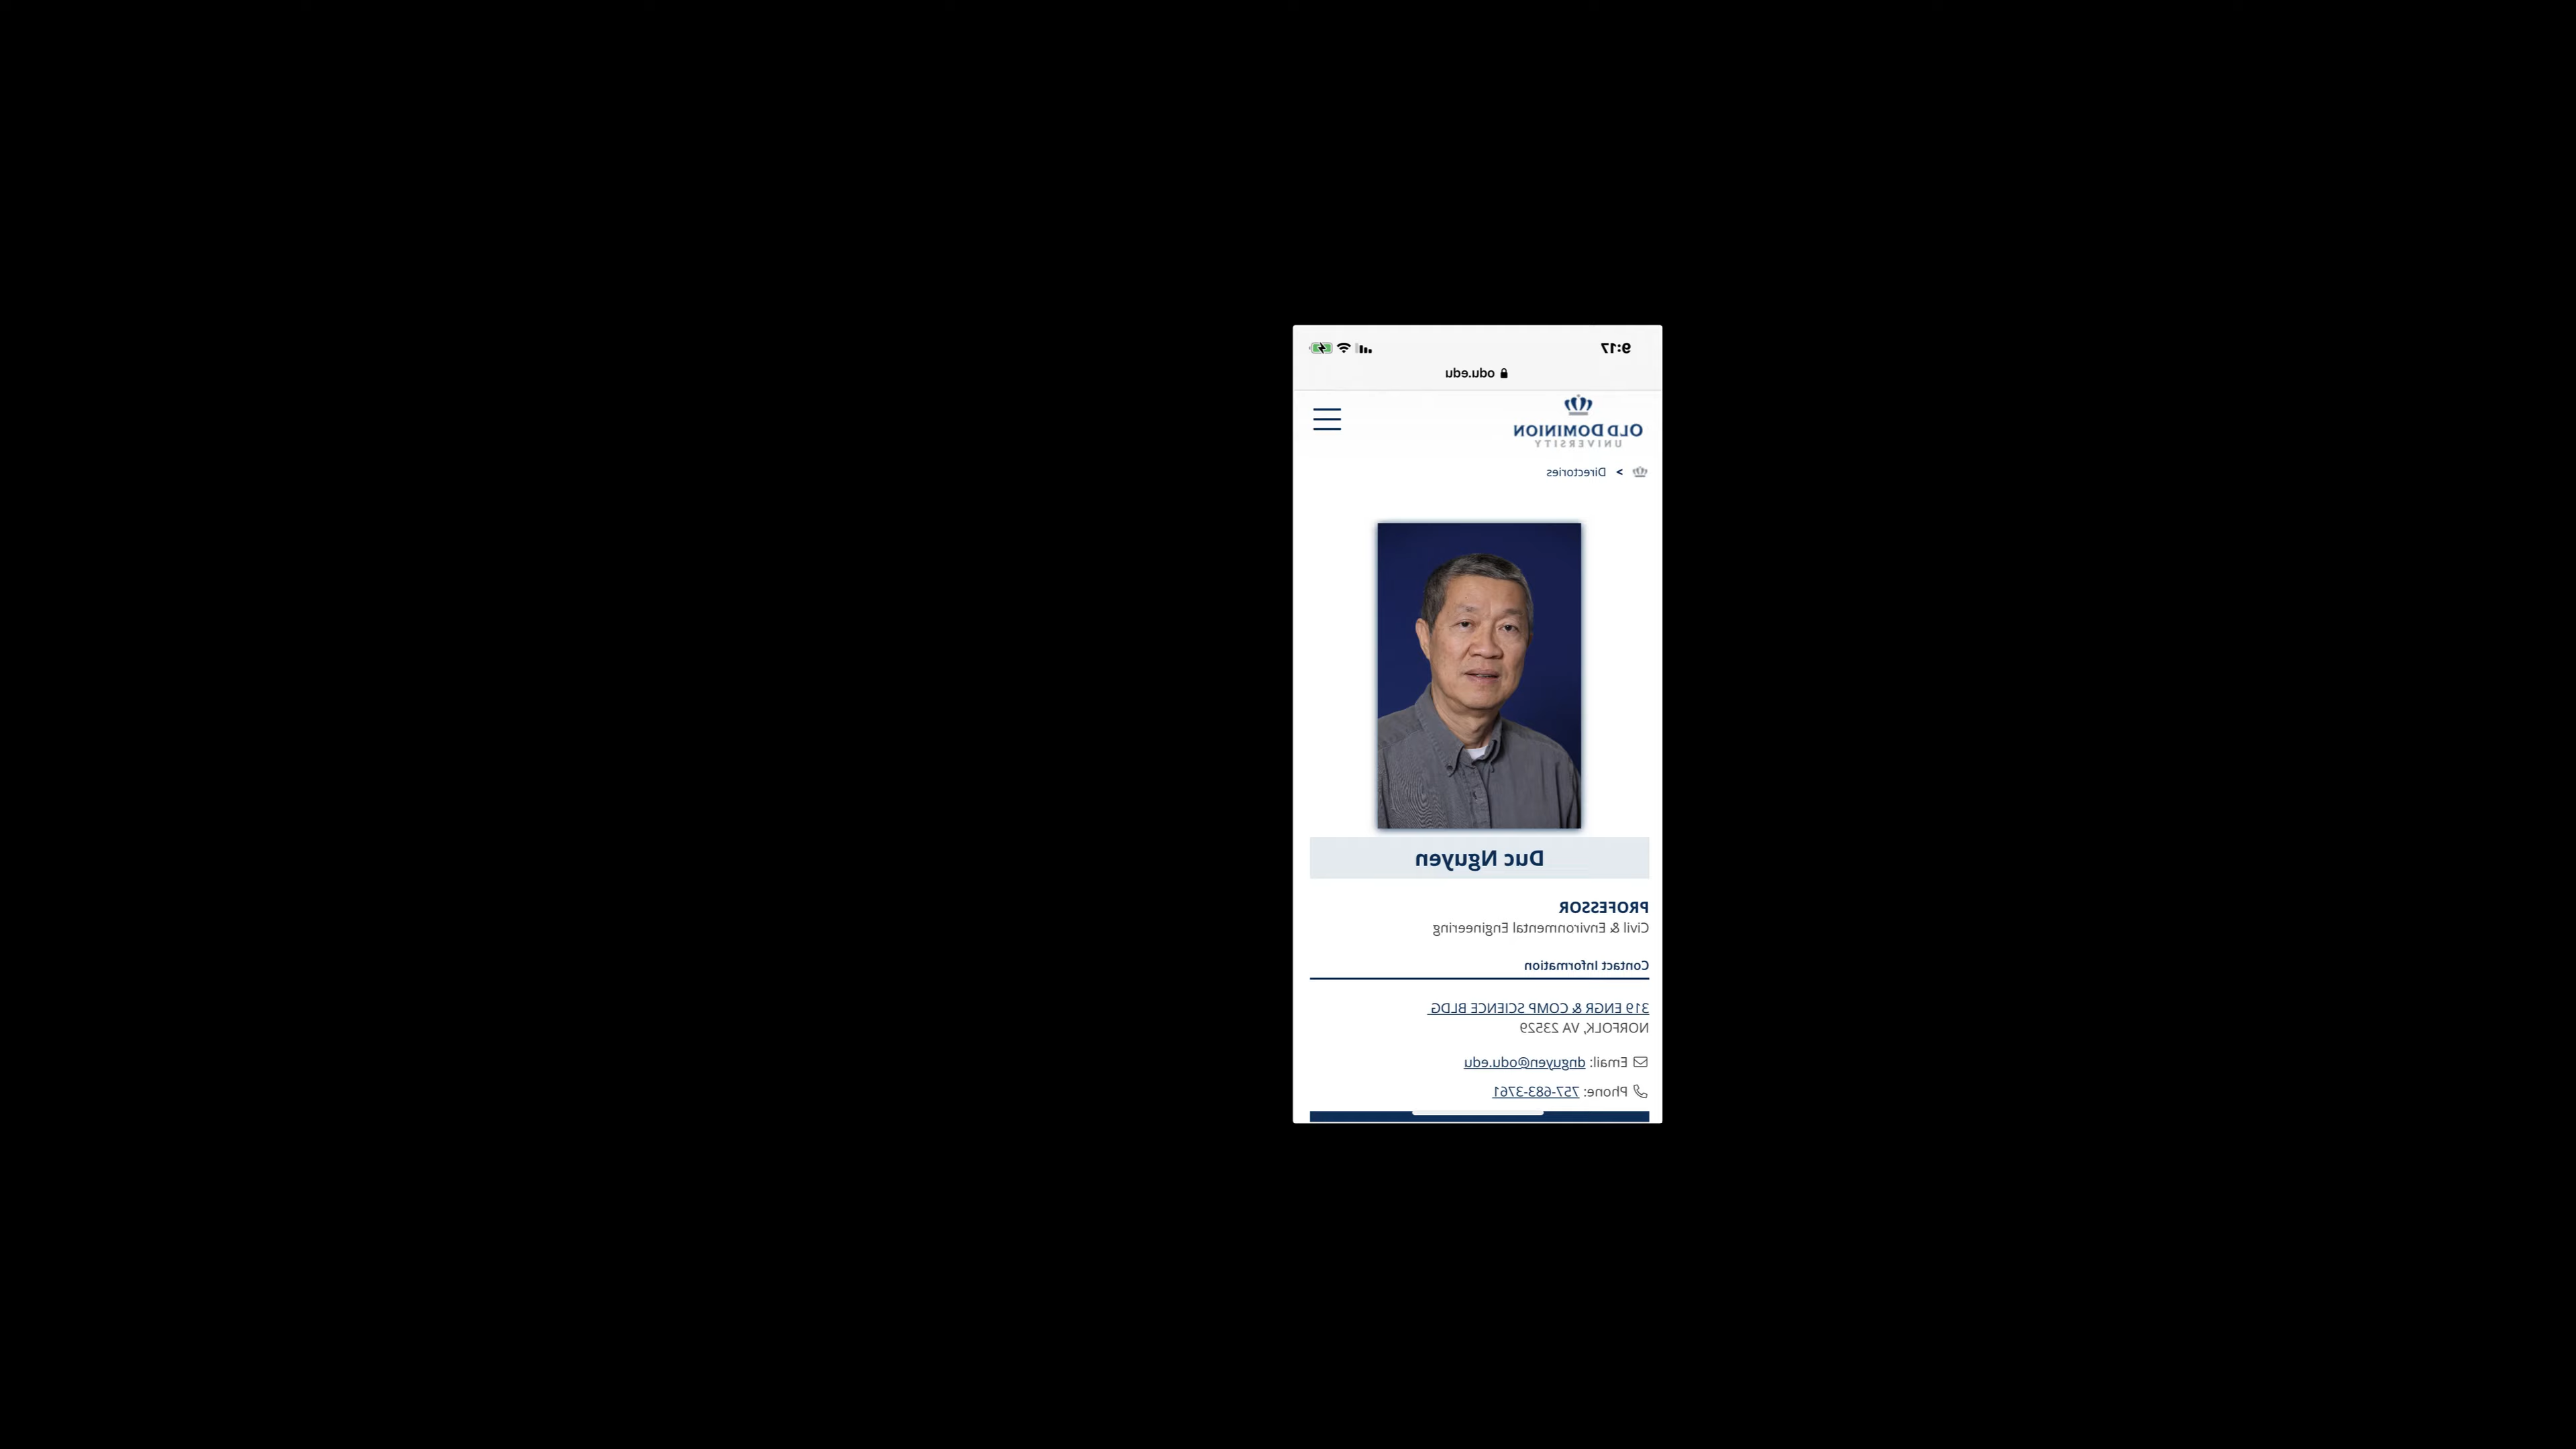 9:17
odu.edu
OLD DOMINION
UNIVERSITY
> Directories
Duc Nguyen
PROFESSOR
Civil & Environmental Engineering
Contact Information
319 ENGR & COMP SCIENCE BLDG
NORFOLK, VA 23529
Email: dnguyen@odu.edu
Phone: 757-683-3761